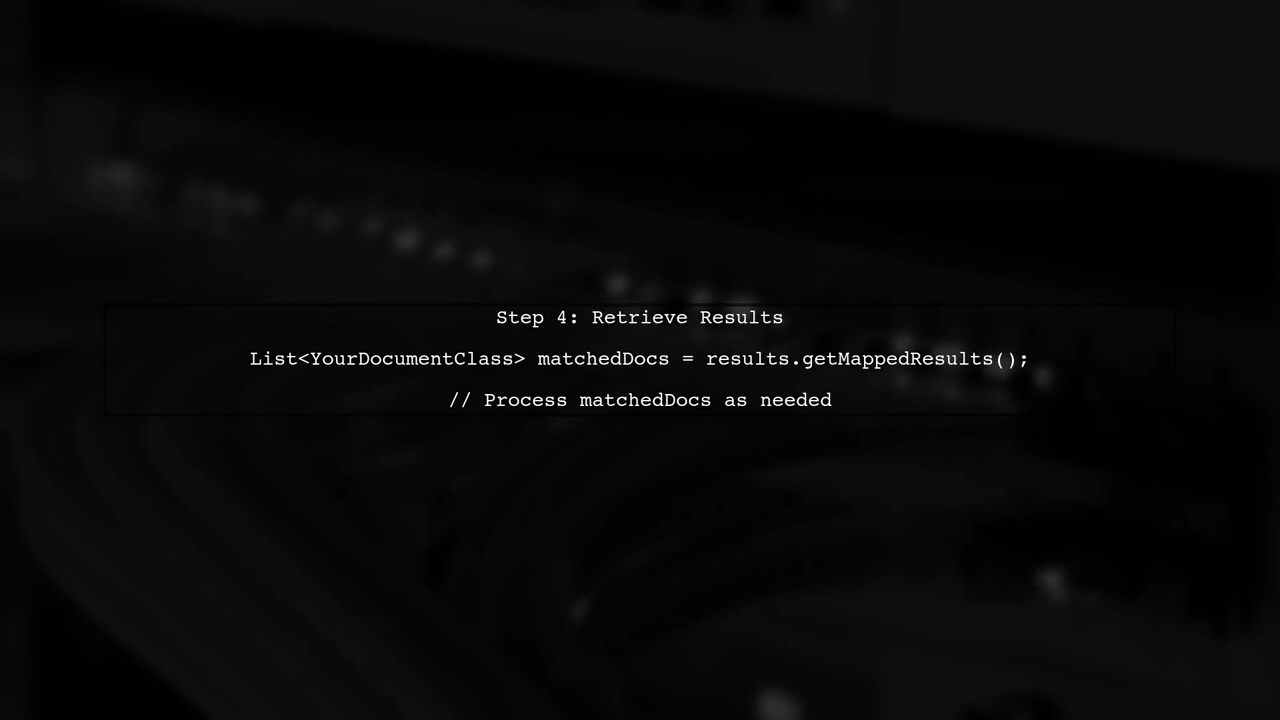 Step 4: Retrieve Results
List<YourDocumentClass> matchedDocs = results.getMappedResults();
// Process matchedDocs as needed